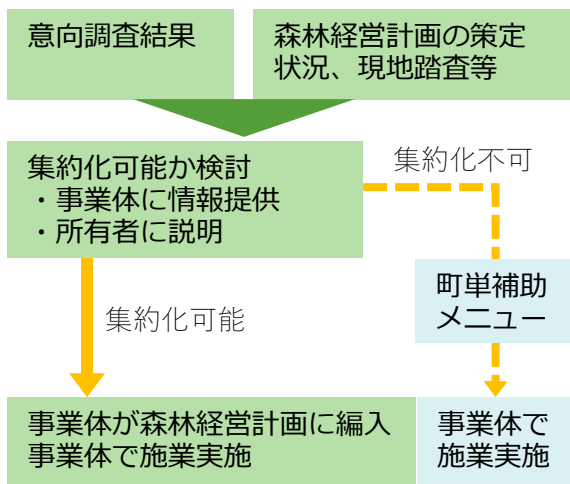 意向調査結果
森林経営計画の策定
状況、現地踏査等
集約化可能か検討
・事業体に情報提供
・所有者に説明
集約化不可
町単補助
メニュー
集約化可能
事業体が森林経営計画に編入
事業体で施業実施
事業体で
施業実施